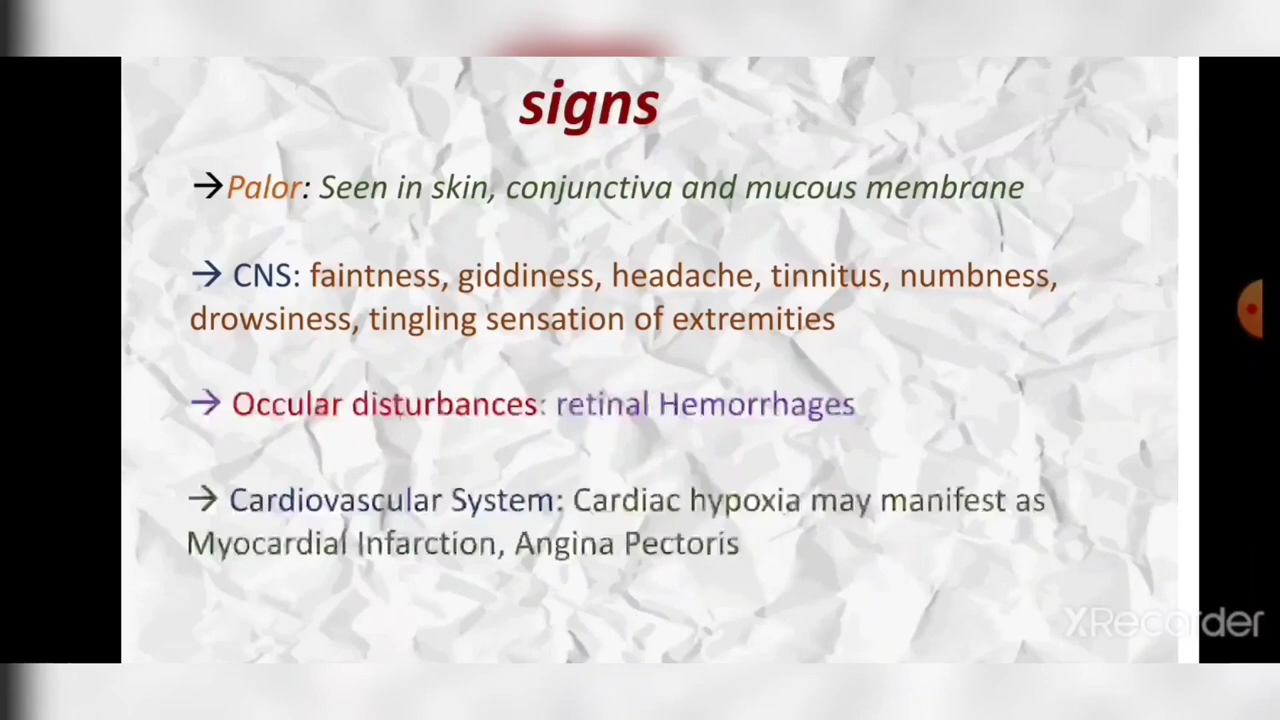 signs
→Palor: Seen in skin, conjunctiva and mucous membrane
→ CNS: faintness, giddiness, headache, tinnitus, numbness,
drowsiness, tingling sensation of extremities
→ Occular disturbances: retinal Hemorrhages
→ Cardiovascular System: Cardiac hypoxia may manifest as
Myocardial Infarction, Angina Pectoris
XRecorder